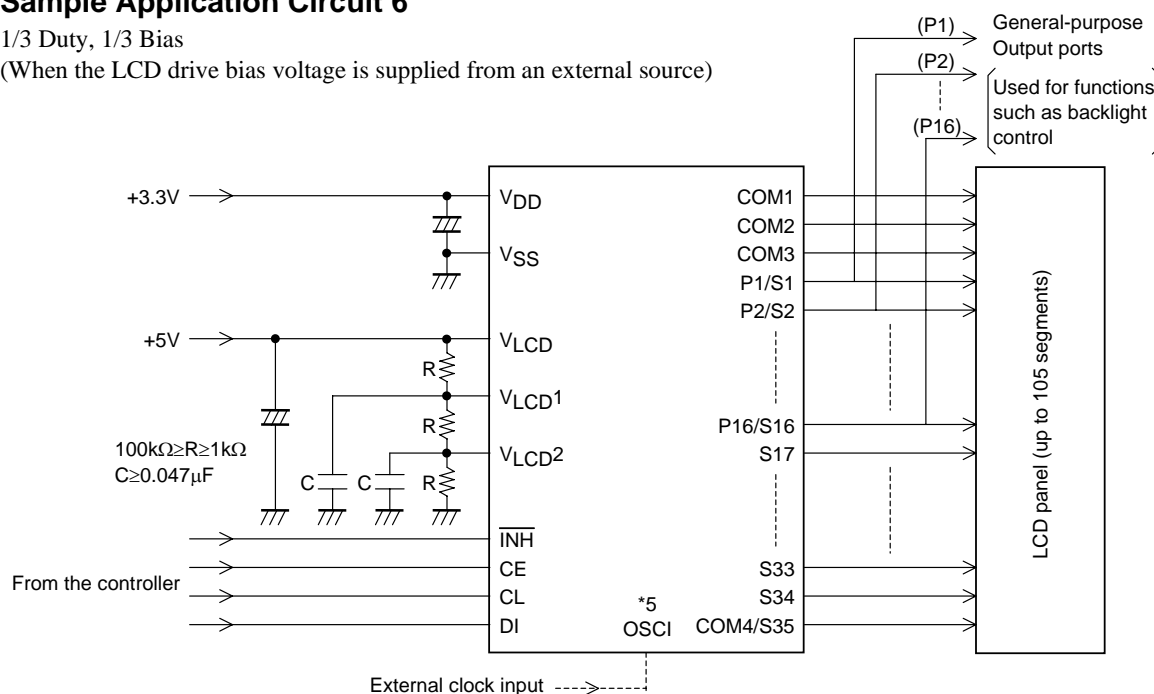 Sample Application Circuit 6
1/3 Duty, 1/3 Bias
(When the LCD drive bias voltage is supplied from an external source)
(P1)
General-purpose
Output ports
(P2)
Used for functions
such as backlight
control
(P16)
+3.3V
VDD
COM1
COM2
VSS
COM3
P1/S1
P2/S2
+5V
VLCD
R
VLCD1
R
P16/S16
100kΩ≥R≥1kΩ
VLCD2
S17
C≥0.047μF
C
C
R
LCD panel (up to 105 segments)
INH
From the controller
CE
S33
CL
*5
S34
DI
OSCI
COM4/S35
External clock input